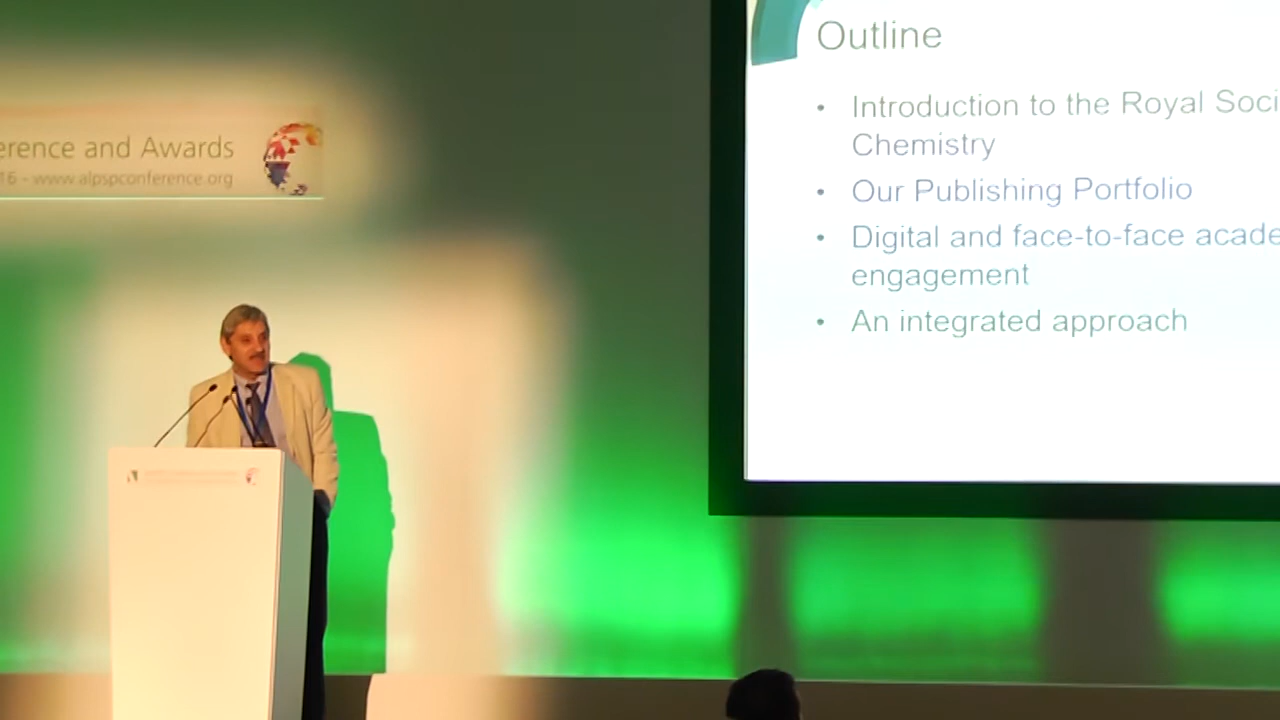 erence and Awards
16 - www.alpspconference.org
Outline
• Introduction to the Royal Soci
Chemistry
• Our Publishing Portfolio
• Digital and face-to-face acade
engagement
• An integrated approach